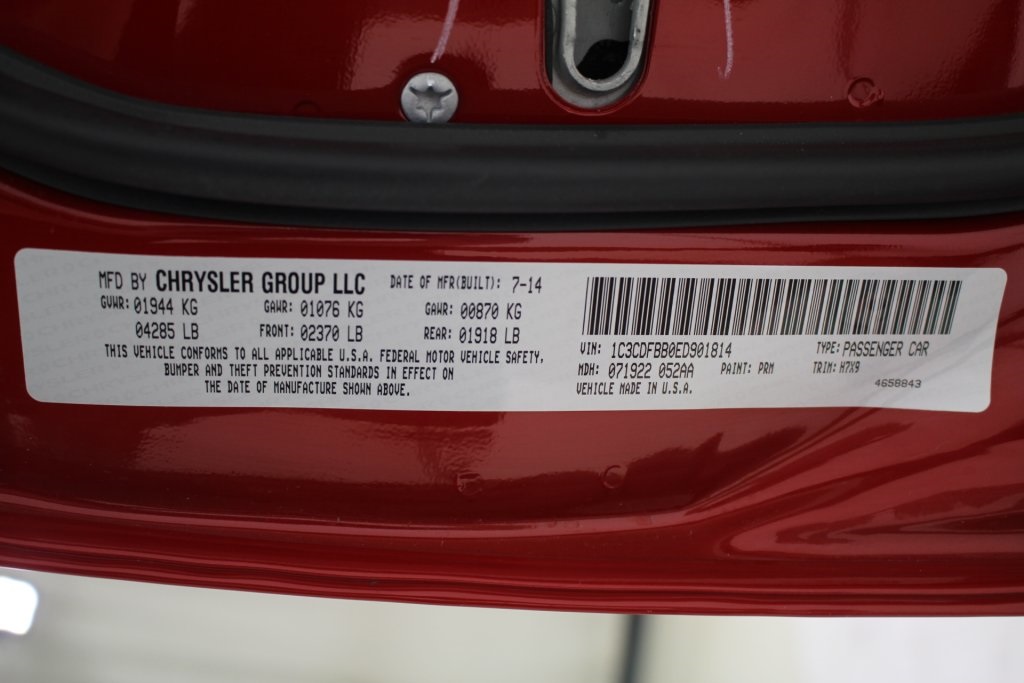 MFD BY CHRYSLER GROUP LLC DATE OF MFR(BUILT): 7-14
GVWR: 01944 KG GAWR: 01076 KG GAWR: 00870 KG
04285 LB FRONT: 02370 LB REAR: 01918 LB
THIS VEHICLE CONFORMS TO ALL APPLICABLE U.S.A. FEDERAL MOTOR VEHICLE SAFETY,
BUMPER AND THEFT PREVENTION STANDARDS IN EFFECT ON
THE DATE OF MANUFACTURE SHOWN ABOVE.
VIN: 1C3CDFBB0ED901814 TYPE: PASSENGER CAR
MDH: 071922 052AA PAINT: PRM TRIM: H7X9
VEHICLE MADE IN U.S.A. 4658843